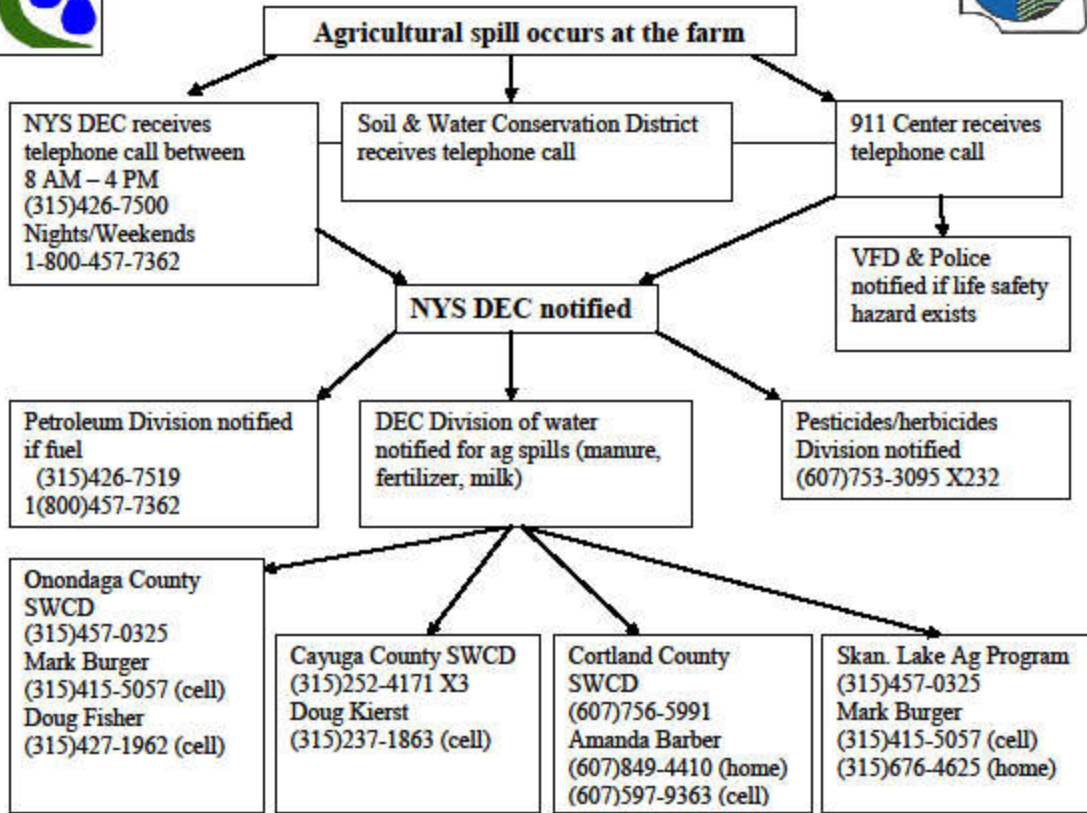 Agricultural spill occurs at the farm
NYS DEC receives
telephone call between
8 AM – 4 PM
(315)426-7500
Nights/Weekends
1-800-457-7362
Soil & Water Conservation District
receives telephone call
911 Center receives
telephone call
VFD & Police
notified if life safety
hazard exists
NYS DEC notified
Petroleum Division notified
if fuel
(315)426-7519
1(800)457-7362
DEC Division of water
notified for ag spills (manure,
fertilizer, milk)
Pesticides/herbicides
Division notified
(607)753-3095 X232
Onondaga County
SWCD
(315)457-0325
Mark Burger
(315)415-5057 (cell)
Doug Fisher
(315)427-1962 (cell)
Cayuga County SWCD
(315)252-4171 X3
Doug Kierst
(315)237-1863 (cell)
Cortland County
SWCD
(607)756-5991
Amanda Barber
(607)849-4410 (home)
(607)597-9363 (cell)
Skan. Lake Ag Program
(315)457-0325
Mark Burger
(315)415-5057 (cell)
(315)676-4625 (home)